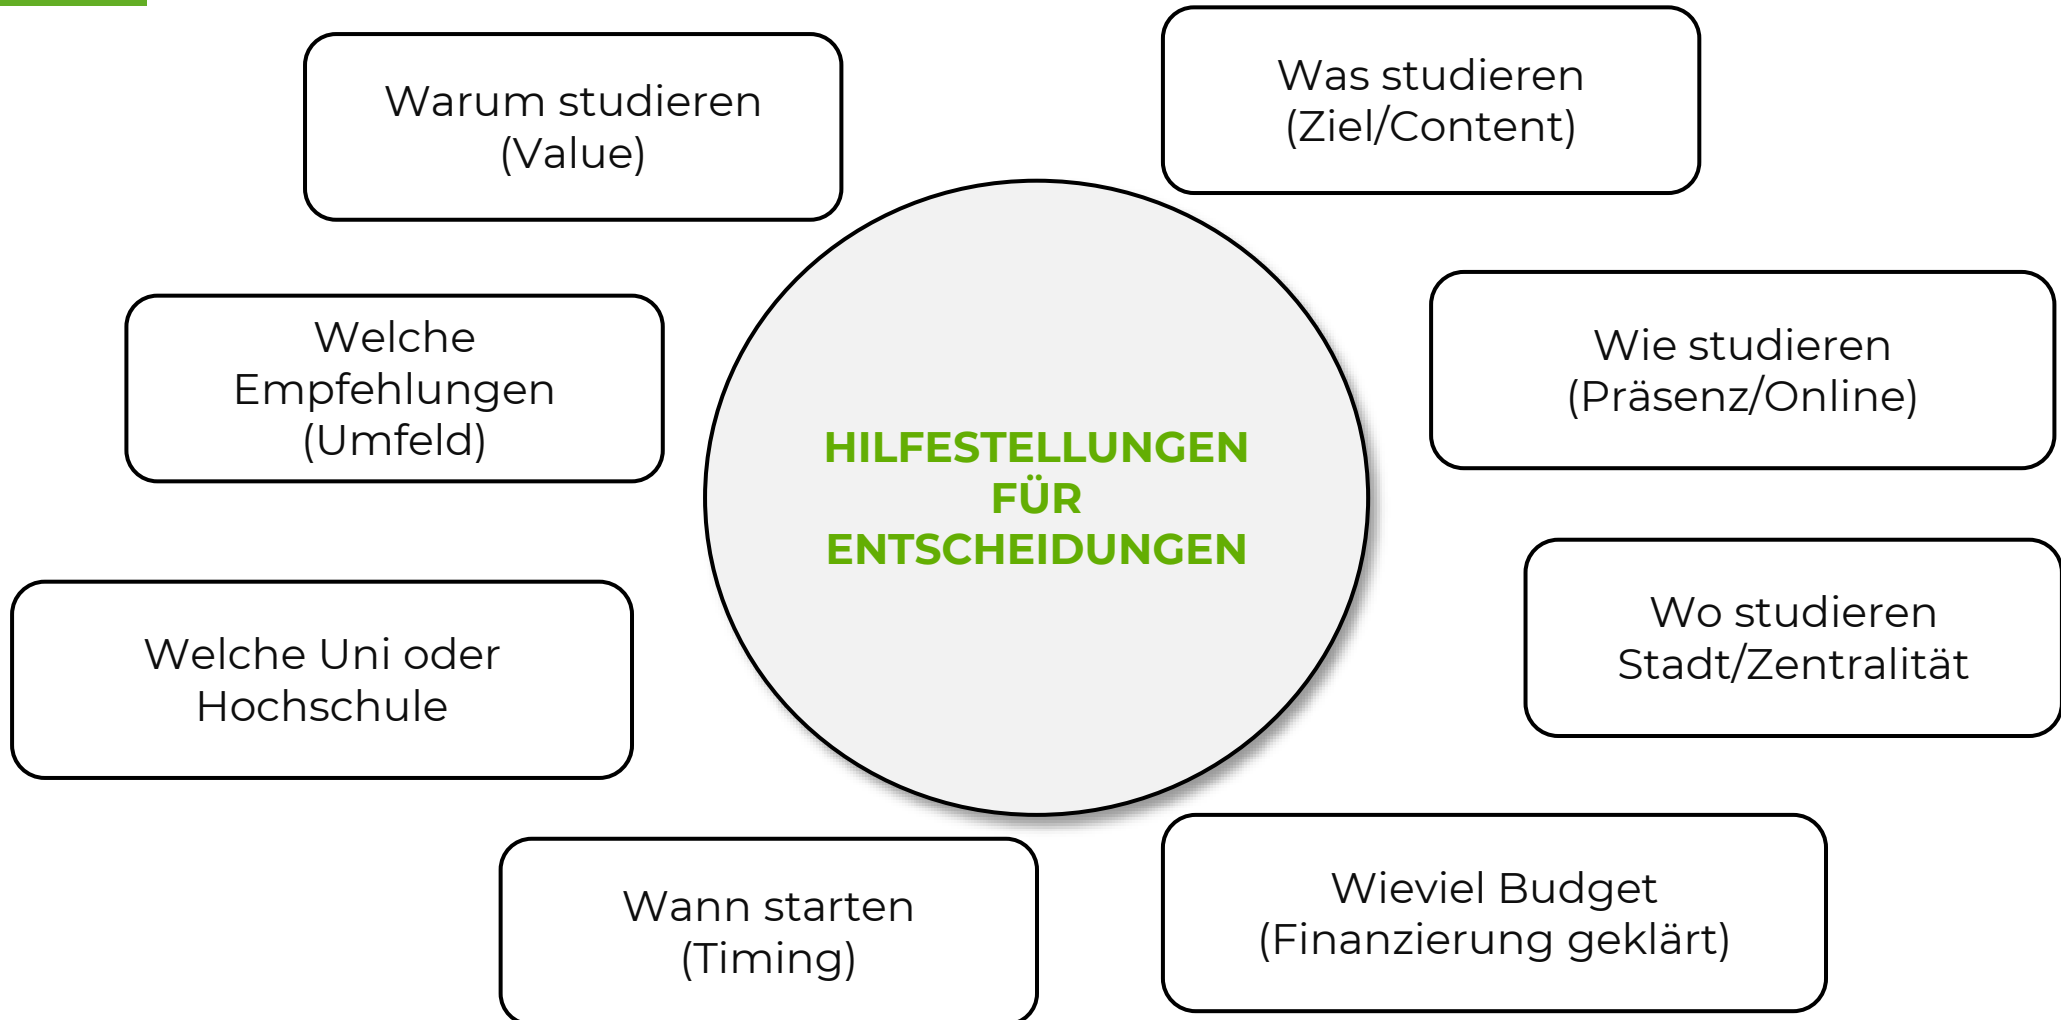 Warum studieren
(Value)
Was studieren
(Ziel/Content)
Welche
Empfehlungen
(Umfeld)
Wie studieren
(Präsenz/Online)
HILFESTELLUNGEN
FÜR
ENTSCHEIDUNGEN
Welche Uni oder
Hochschule
Wo studieren
Stadt/Zentralität
Wann starten
(Timing)
Wieviel Budget
(Finanzierung geklärt)